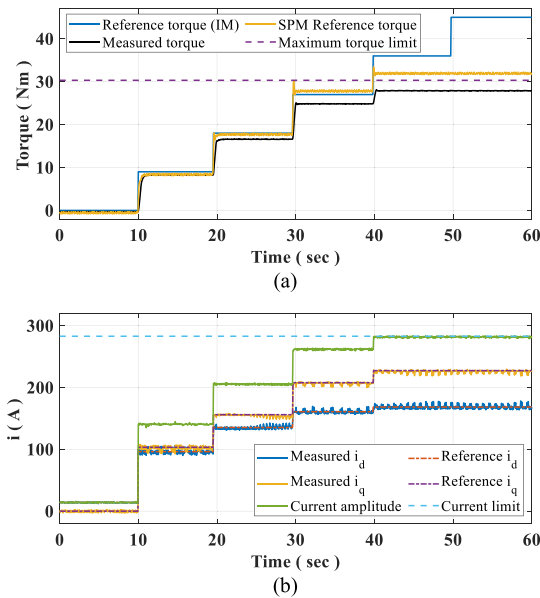 Reference torque (IM) SPM Reference torque
Measured torque Maximum torque limit
Torque ( Nm )
40
30
20
10
0
0 10 20 30 40 50 60
Time ( sec )
(a)
i ( A )
300
200
100
0
Measured i_d Reference i_d
Measured i_q Reference i_q
Current amplitude Current limit
0 10 20 30 40 50 60
Time ( sec )
(b)